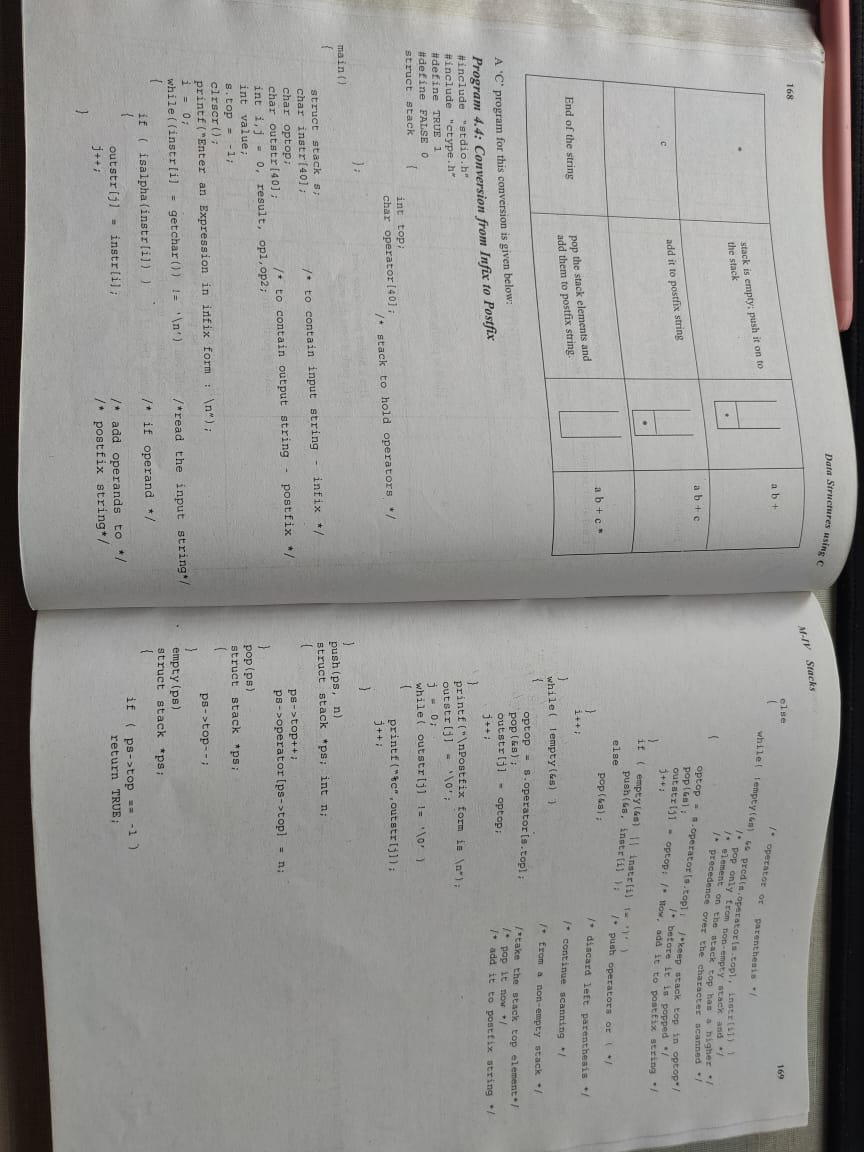 168
Data Structures using C
*
stack is empty; push it on to
the stack
*
a b +
c
add it to postfix string
*
a b + c
End of the string
pop the stack elements and
add them to postfix string.
a b + c *
A 'C' program for this conversion is given below:
Program 4.4: Conversion from Infix to Postfix
#include "stdio.h"
#include "ctype.h"
#define TRUE 1
#define FALSE 0
struct stack {
int top;
char operator[40];
/* stack to hold operators */
};
main()
{
struct stack s;
char instr[40]; /* to contain input string - infix */
char optop;
char outstr[40]; /* to contain output string - postfix */
int i,j = 0, result, op1,op2;
int value;
s.top = -1;
clrscr();
printf("Enter an Expression in infix form : \n");
i = 0;
while((instr[i] = getchar()) != '\n') /*read the input string*/
{
if ( isalpha(instr[i]) ) /* if operand */
{
outstr[j] = instr[i]; /* add operands to */
j++; /* postfix string*/
}
M-IV Stacks
169
else
{ /* operator or parenthesis */
while( !empty(&s) && prcd(s.operator[s.top], instr[i]) )
/* pop only from non-empty stack and */
/* element on the stack top has a higher */
{ /* precedence over the character scanned */
optop = s.operator[s.top]; /*keep stack top in optop*/
pop(&s); /* before it is popped */
outstr[j] = optop; /* Now, add it to postfix string */
j++;
}
if ( empty(&s) || instr[i] != ')' )
push(&s, instr[i] ); /* push operators or ( */
else
pop(&s); /* discard left parenthesis */
}
i++; /* continue scanning */
}
while( !empty(&s) ) /* from a non-empty stack */
{
optop = s.operator[s.top]; /*take the stack top element*/
pop(&s); /* pop it now */
outstr[j] = optop; /* add it to postfix string */
j++;
}
printf("\nPostfix form is \n");
outstr[j] = '\0';
j = 0;
while( outstr[j] != '\0' )
{
printf("%c",outstr[j]);
j++;
}
}
push(ps, n)
struct stack *ps; int n;
{
ps->top++;
ps->operator[ps->top] = n;
}
pop(ps)
struct stack *ps;
{
ps->top--;
}
empty(ps)
struct stack *ps;
{
if ( ps->top == -1 )
return TRUE;